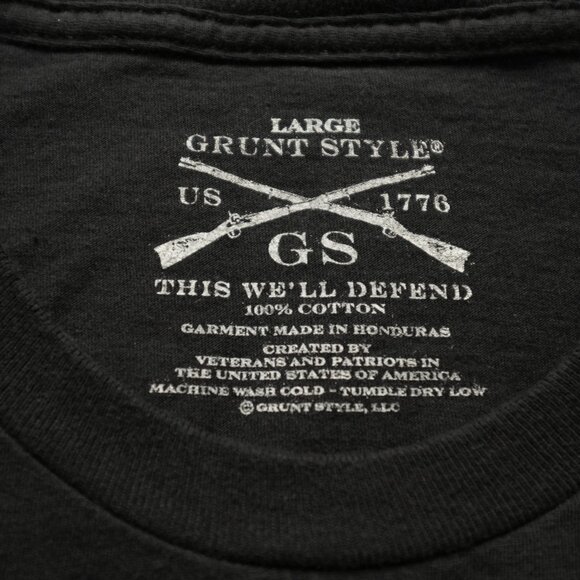 LARGE
GRUNT STYLE®
US 1776
GS
THIS WE'LL DEFEND
100% COTTON
GARMENT MADE IN HONDURAS
CREATED BY
VETERANS AND PATRIOTS IN
THE UNITED STATES OF AMERICA
MACHINE WASH COLD - TUMBLE DRY LOW
© GRUNT STYLE, LLC